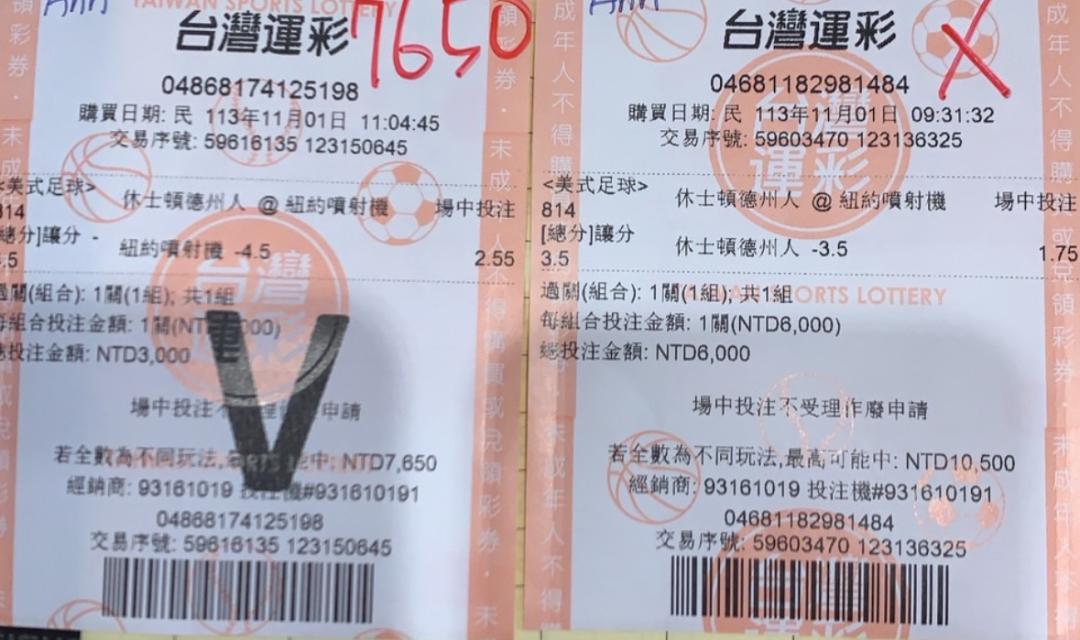 Ann
TAIWAN SPORTS LOTTERY
7650
台灣運彩
04868174125198
購買日期: 民 113年11月01日 11:04:45
交易序號: 59616135 123150645
<美式足球>
814
休士頓德州人 @ 紐約噴射機 場中投注
總分]讓分 -
.5
紐約噴射機 -4.5 2.55
過關(組合): 1關(1組); 共1組
每組合投注金額: 1關(NTD 000)
總投注金額: NTD3,000
V
場中投注不 理 申請
若全數為不同玩法, 能中: NTD7,650
經銷商: 93161019 投注機#931610191
04868174125198
交易序號: 59616135 123150645
Ann
X
台灣運彩
04681182981484
購買日期: 民 113年11月01日 09:31:32
交易序號: 59603470 123136325
<美式足球>
814
休士頓德州人 @ 紐約噴射機 場中投注
[總分]讓分
3.5
休士頓德州人 -3.5 1.75
過關(組合): 1關(1組); 共1組
SPORTS LOTTERY
每組合投注金額: 1關(NTD6,000)
總投注金額: NTD6,000
場中投注不受理作廢申請
若全數為不同玩法,最高可能中: NTD10,500
經銷商: 93161019 投注機#931610191
04681182981484
交易序號: 59603470 123136325